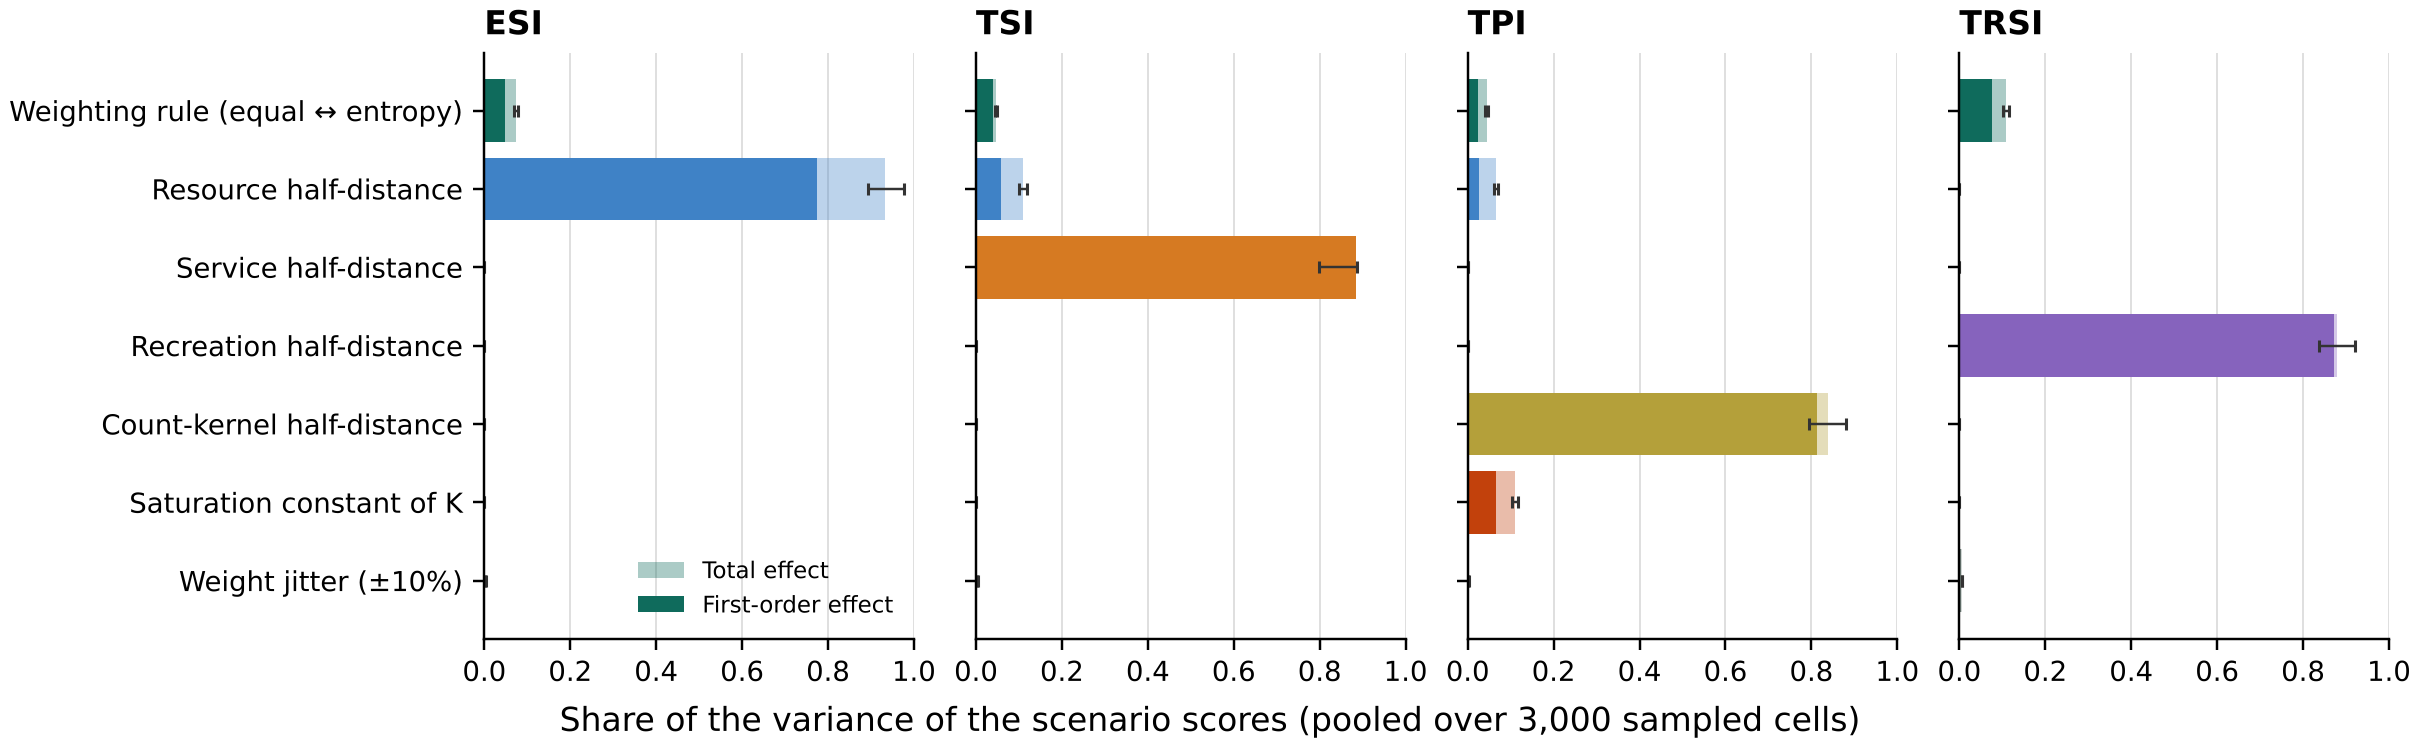 ESI TSI TPI TRSI
Weighting rule (equal ↔ entropy)
Resource half-distance
Service half-distance
Recreation half-distance
Count-kernel half-distance
Saturation constant of K
Weight jitter (±10%)
Total effect
First-order effect
0.0 0.2 0.4 0.6 0.8 1.0 0.0 0.2 0.4 0.6 0.8 1.0 0.0 0.2 0.4 0.6 0.8 1.0 0.0 0.2 0.4 0.6 0.8 1.0
Share of the variance of the scenario scores (pooled over 3,000 sampled cells)